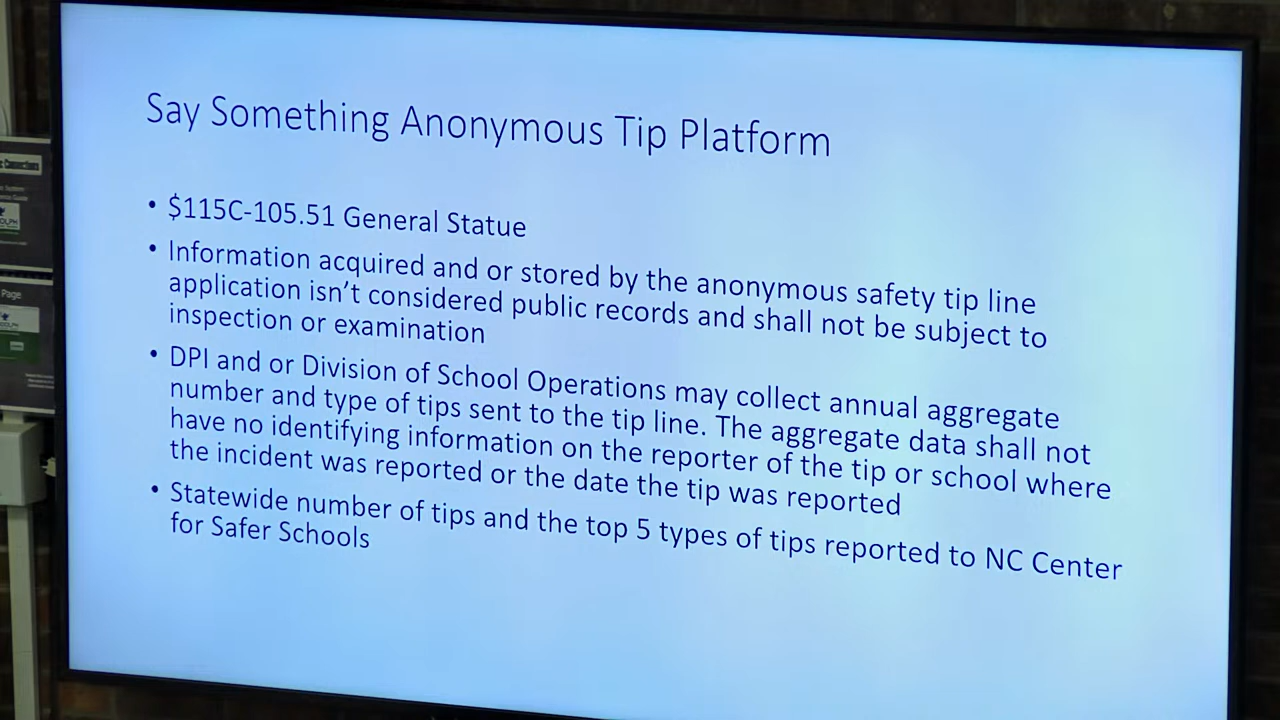 Say Something Anonymous Tip Platform
• $115C-105.51 General Statue
• Information acquired and or stored by the anonymous safety tip line
application isn't considered public records and shall not be subject to
inspection or examination
• DPI and or Division of School Operations may collect annual aggregate
number and type of tips sent to the tip line. The aggregate data shall not
have no identifying information on the reporter of the tip or school where
the incident was reported or the date the tip was reported
• Statewide number of tips and the top 5 types of tips reported to NC Center
for Safer Schools
Page